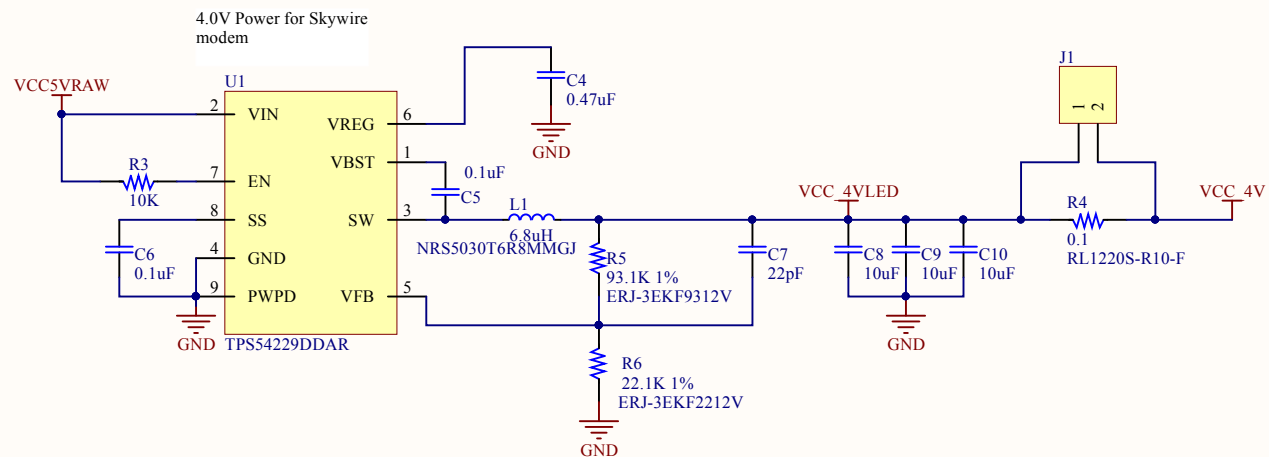 4.0V Power for Skywire
modem
VCC5VRAW
U1
2
VIN
VREG
6
C4
0.47uF
GND
J1
1
2
VBST
1
0.1uF
C5
R3
10K
7
EN
SS
8
SW
3
L1
6.8uH
NRS5030T6R8MMGJ
VCC_4VLED
R4
0.1
RL1220S-R10-F
VCC_4V
C6
0.1uF
4
GND
9
PWPD
VFB
5
R5
93.1K 1%
ERJ-3EKF9312V
C7
22pF
C8
10uF
C9
10uF
C10
10uF
GND
GND
TPS54229DDAR
R6
22.1K 1%
ERJ-3EKF2212V
GND